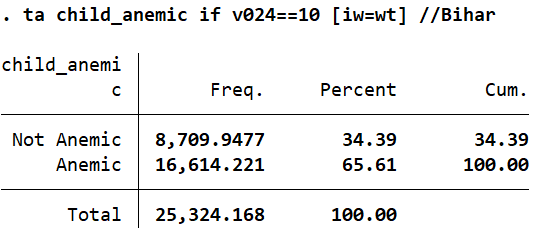 . ta child_anemic if v024==10 [iw=wt] //Bihar
child_anemi
c Freq. Percent Cum.
Not Anemic 8,709.9477 34.39 34.39
Anemic 16,614.221 65.61 100.00
Total 25,324.168 100.00